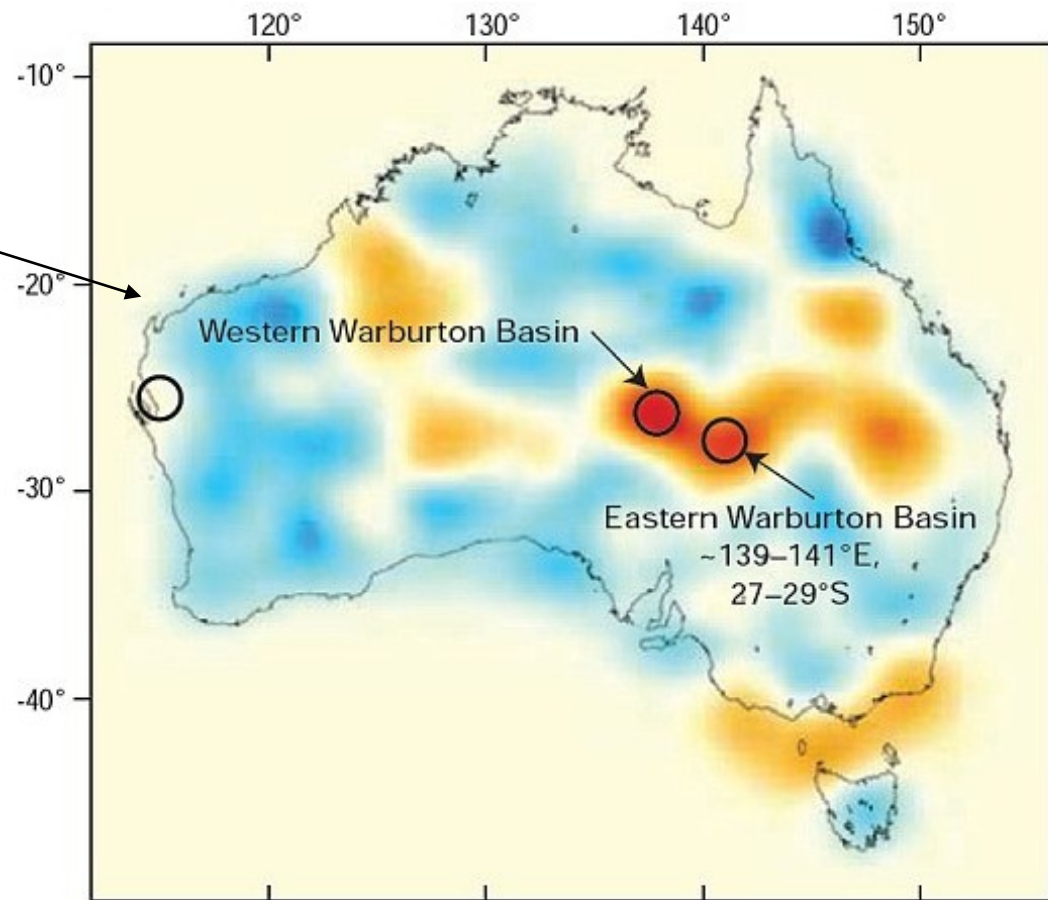 120° 130° 140° 150°
-10°
-20°
Western Warburton Basin
-30°
Eastern Warburton Basin
~139–141°E,
27–29°S
-40°